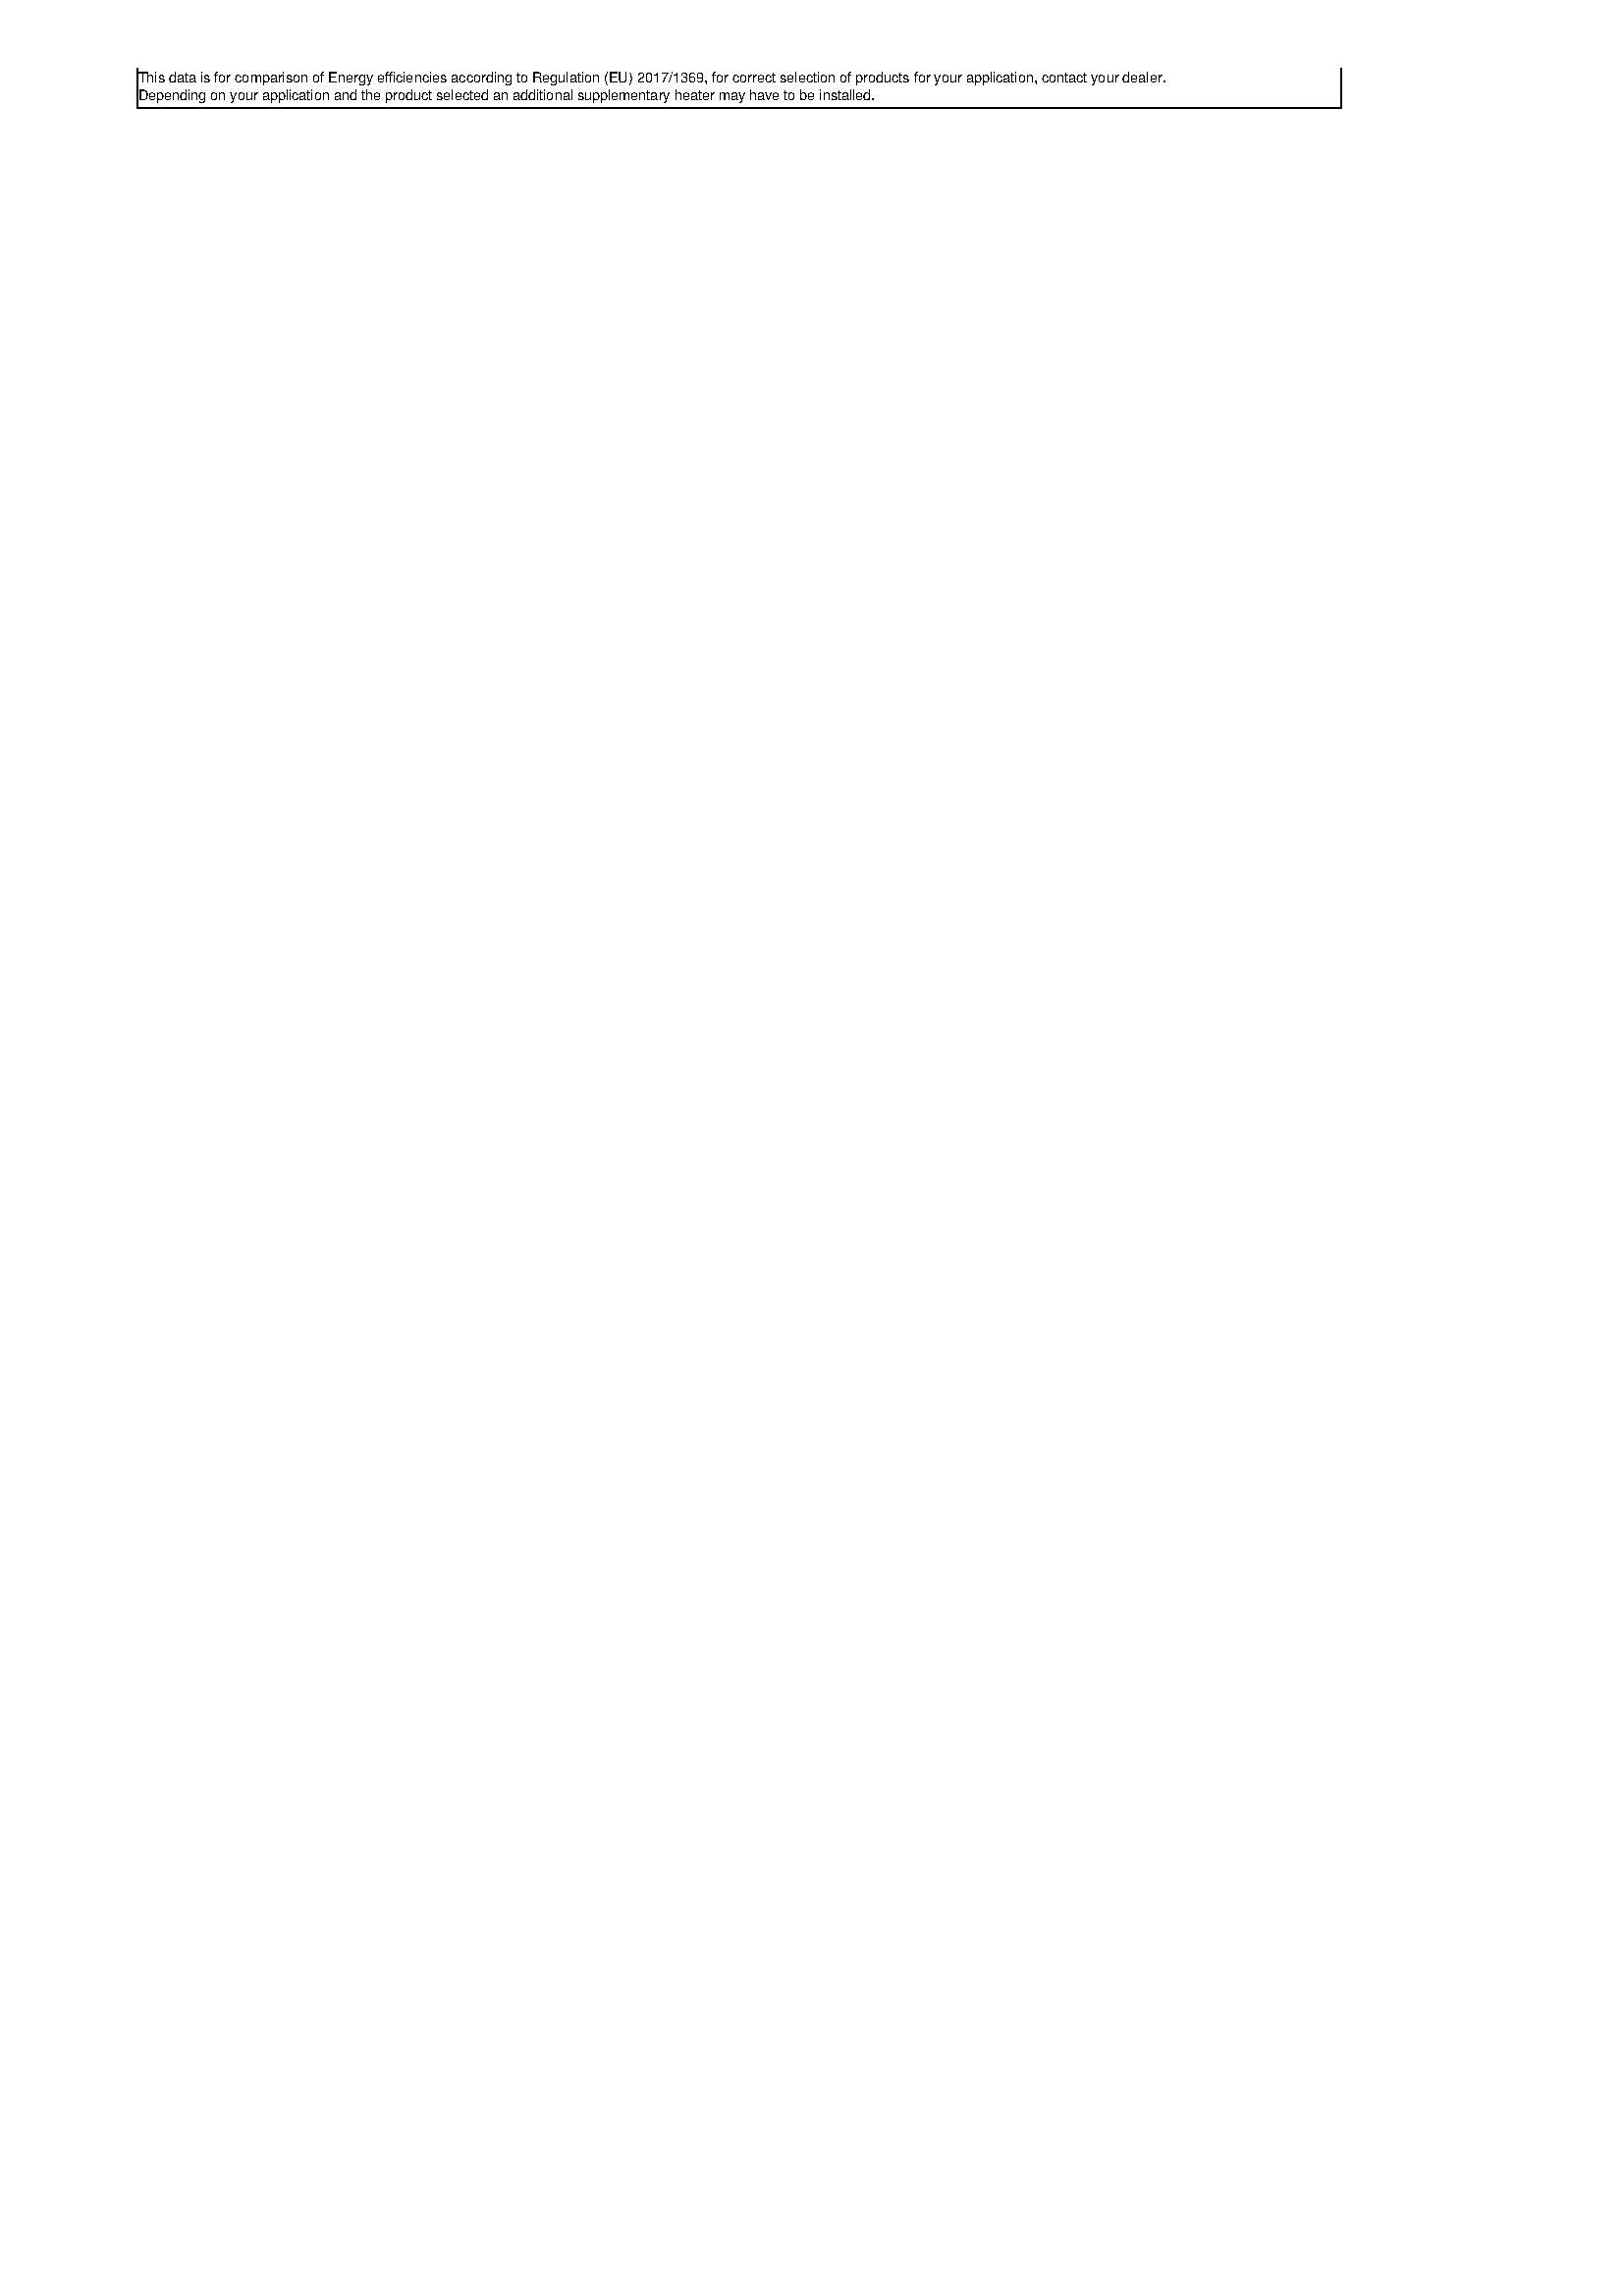 This data is for comparison of Energy efficiencies according to Regulation (EU) 2017/1369, for correct selection of products for your application, contact your dealer.
Depending on your application and the product selected an additional supplementary heater may have to be installed.